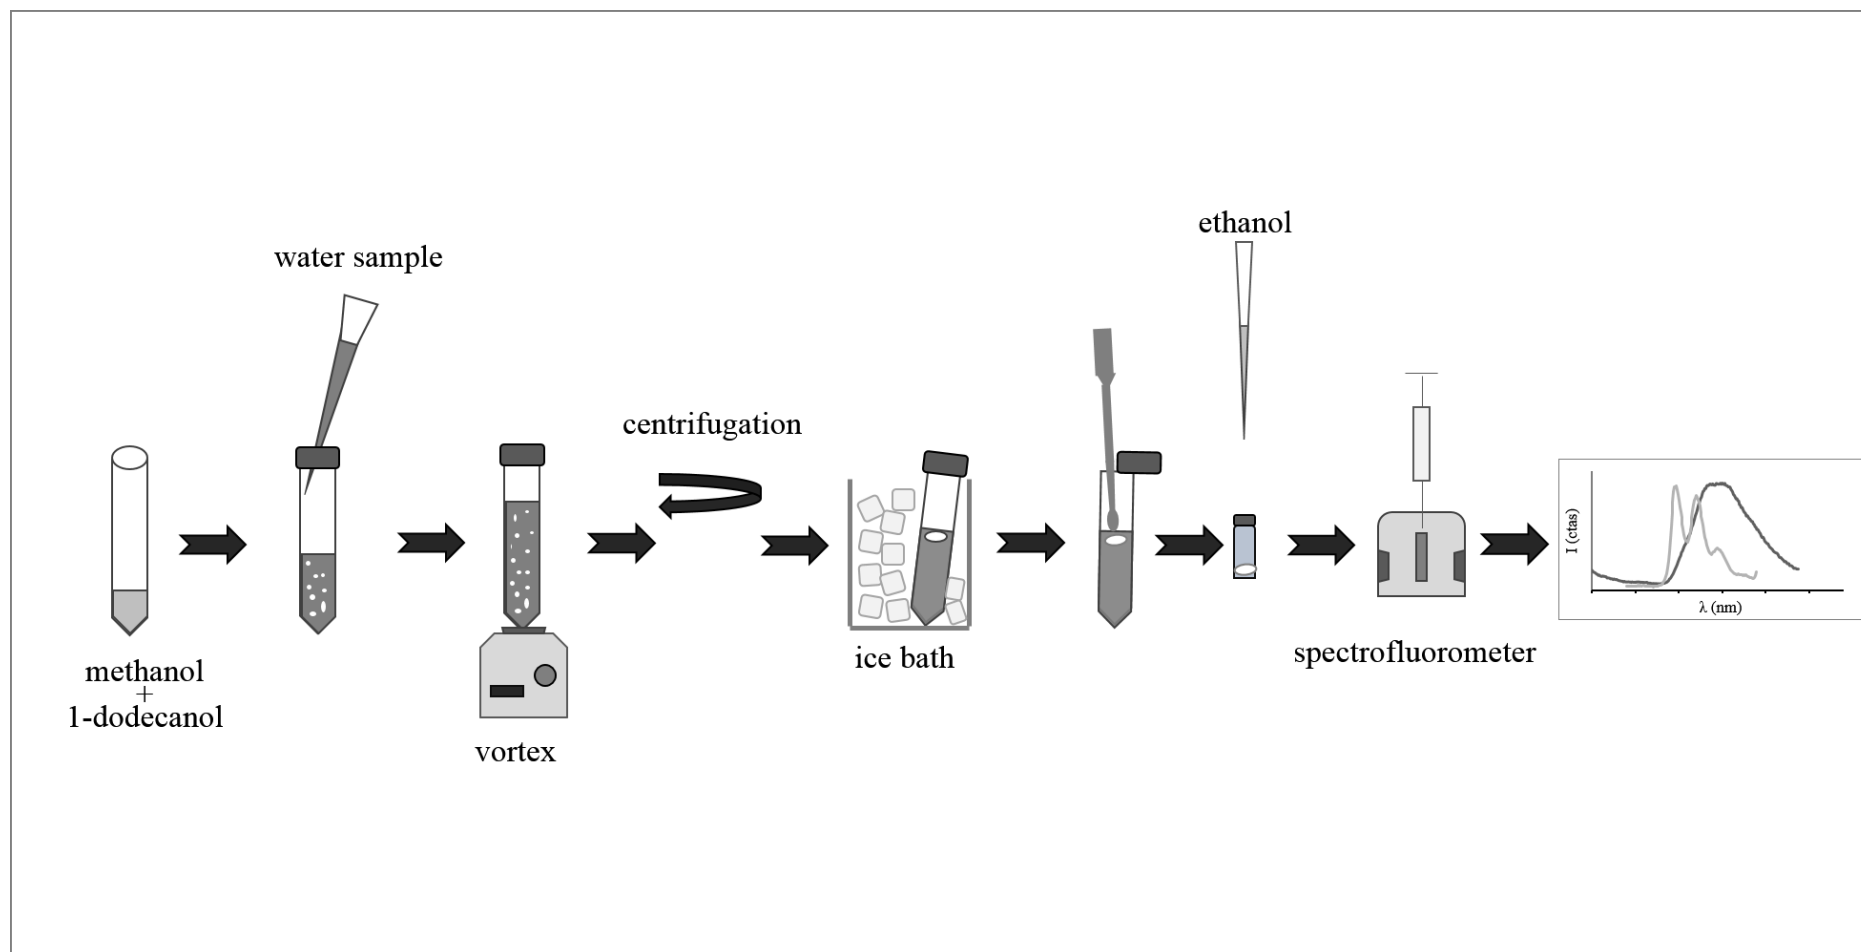 methanol
+
1-dodecanol
water sample
vortex
centrifugation
ice bath
ethanol
spectrofluorometer
I (ctas)
λ (nm)